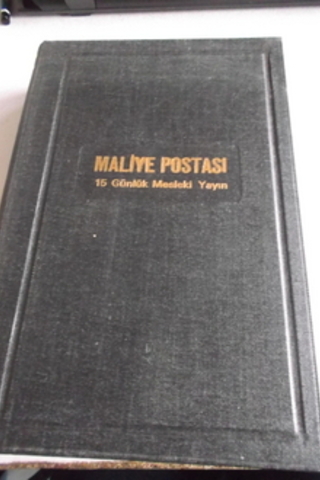 MALİYE POSTASI
15 Günlük Mesleki Yayın